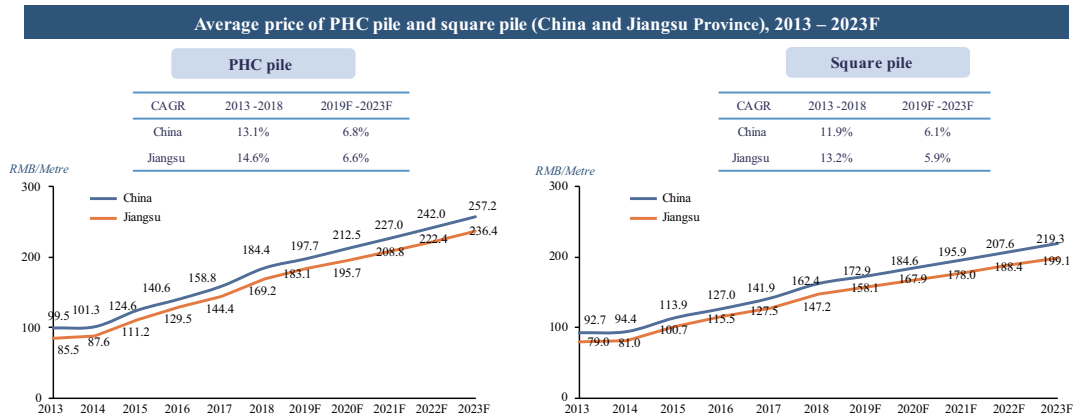 Average price of PHC pile and square pile (China and Jiangsu Province), 2013 – 2023F
PHC pile
CAGR 2013 -2018 2019F -2023F
China 13.1% 6.8%
Jiangsu 14.6% 6.6%
RMB/Metre
300
200
100
0
China
Jiangsu
99.5 101.3 124.6 140.6 158.8 184.4 197.7 212.5 227.0 242.0 257.2
85.5 87.6 111.2 129.5 144.4 169.2 183.1 195.7 208.8 222.4 236.4
2013 2014 2015 2016 2017 2018 2019F 2020F 2021F 2022F 2023F
Square pile
CAGR 2013 -2018 2019F -2023F
China 11.9% 6.1%
Jiangsu 13.2% 5.9%
RMB/Metre
300
200
100
0
China
Jiangsu
92.7 94.4 113.9 127.0 141.9 162.4 172.9 184.6 195.9 207.6 219.3
79.0 81.0 100.7 115.5 127.5 147.2 158.1 167.9 178.0 188.4 199.1
2013 2014 2015 2016 2017 2018 2019F 2020F 2021F 2022F 2023F